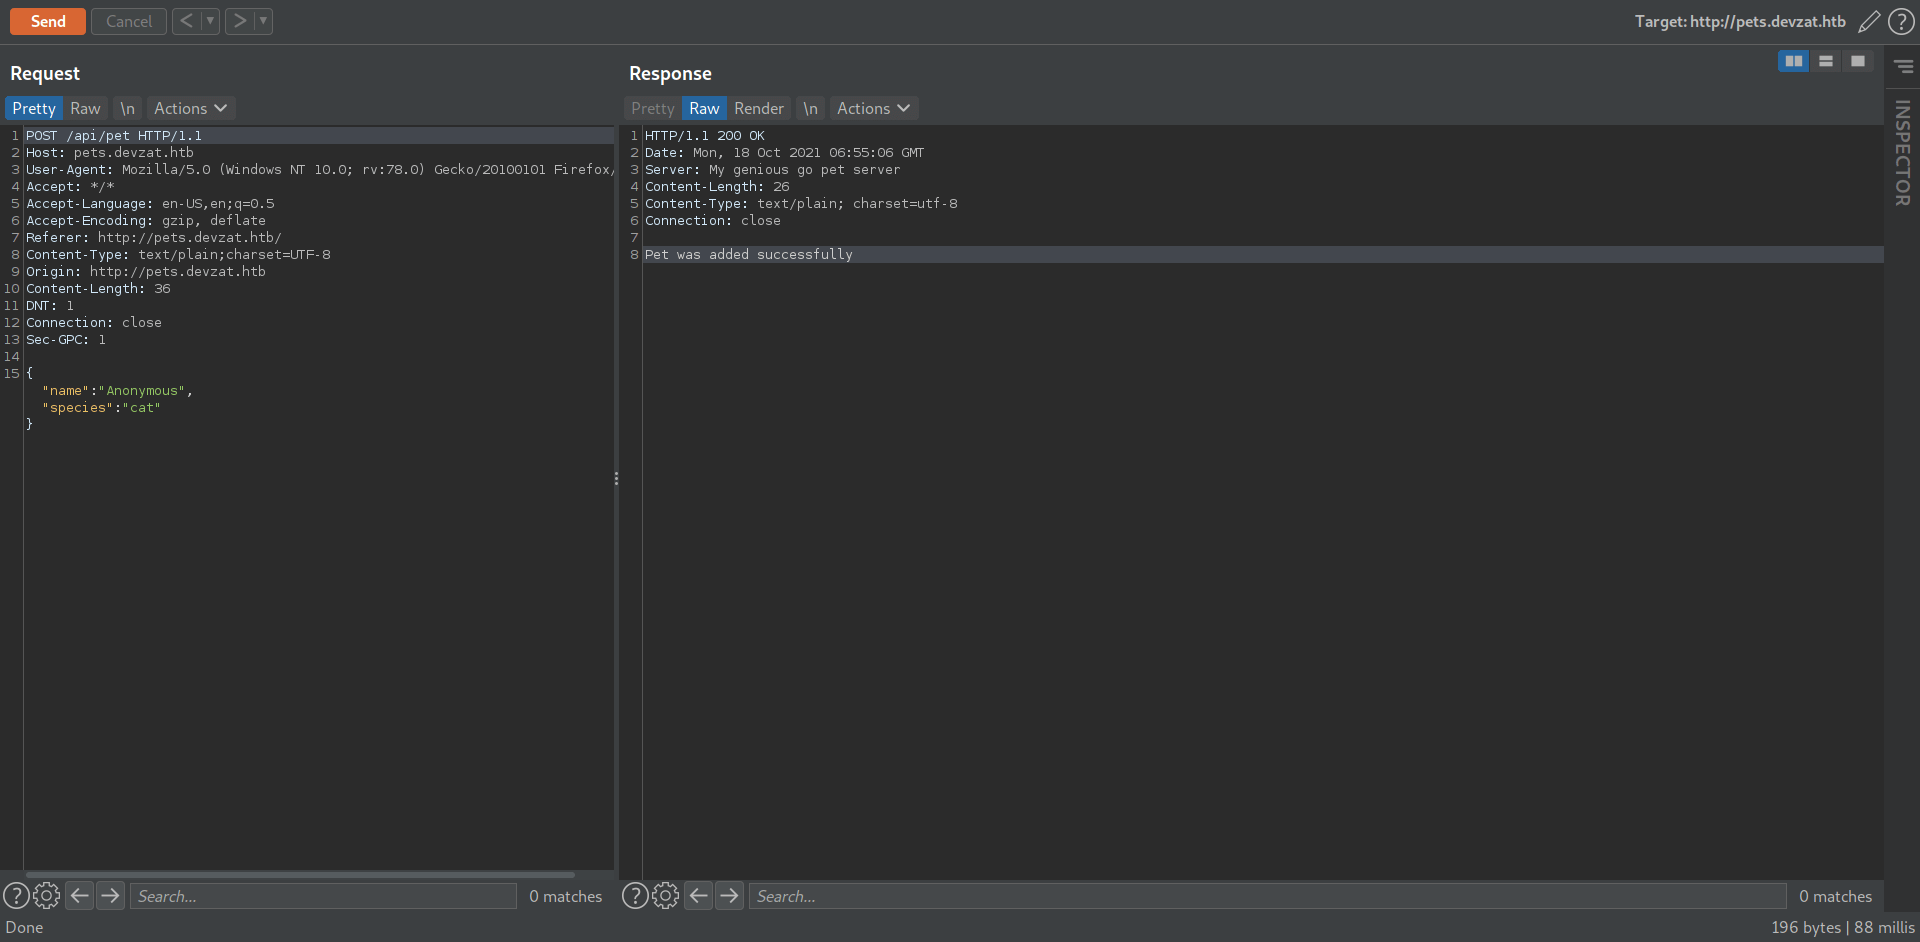 Send Cancel < ▼ > ▼ Target: http://pets.devzat.htb ?
Request
Pretty Raw \n Actions
1 POST /api/pet HTTP/1.1
2 Host: pets.devzat.htb
3 User-Agent: Mozilla/5.0 (Windows NT 10.0; rv:78.0) Gecko/20100101 Firefox/
4 Accept: */*
5 Accept-Language: en-US,en;q=0.5
6 Accept-Encoding: gzip, deflate
7 Referer: http://pets.devzat.htb/
8 Content-Type: text/plain;charset=UTF-8
9 Origin: http://pets.devzat.htb
10 Content-Length: 36
11 DNT: 1
12 Connection: close
13 Sec-GPC: 1
14
15 {
"name":"Anonymous",
"species":"cat"
}
? Search... 0 matches
Response
Pretty Raw Render \n Actions
1 HTTP/1.1 200 OK
2 Date: Mon, 18 Oct 2021 06:55:06 GMT
3 Server: My genious go pet server
4 Content-Length: 26
5 Content-Type: text/plain; charset=utf-8
6 Connection: close
7
8 Pet was added successfully
? Search... 0 matches
INSPECTOR
Done 196 bytes | 88 millis